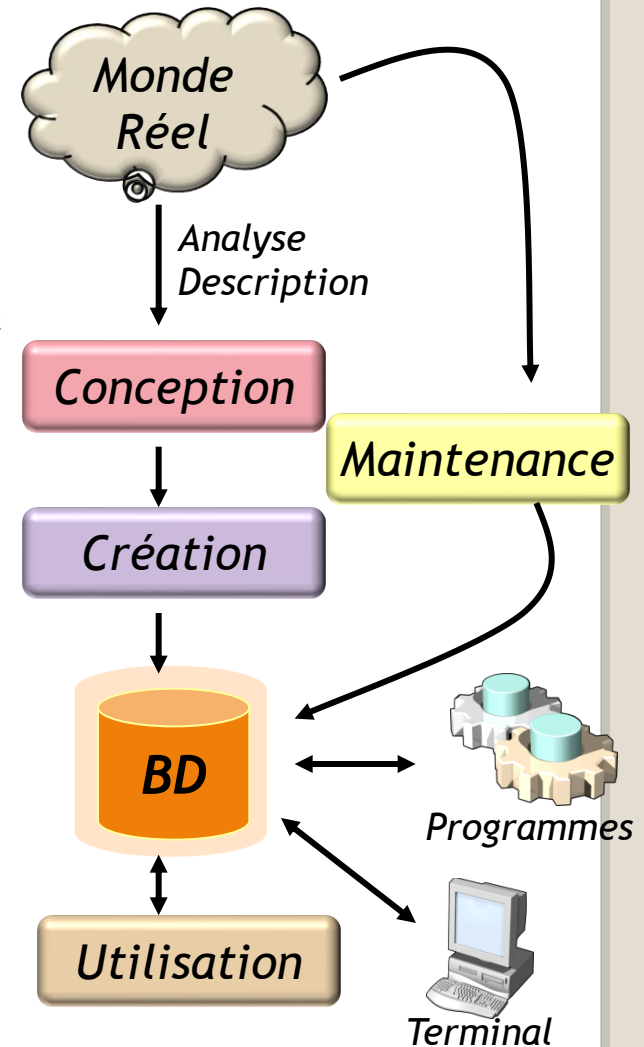 Monde
Réel
Analyse
Description
Conception
Maintenance
Création
BD
Programmes
Utilisation
Terminal